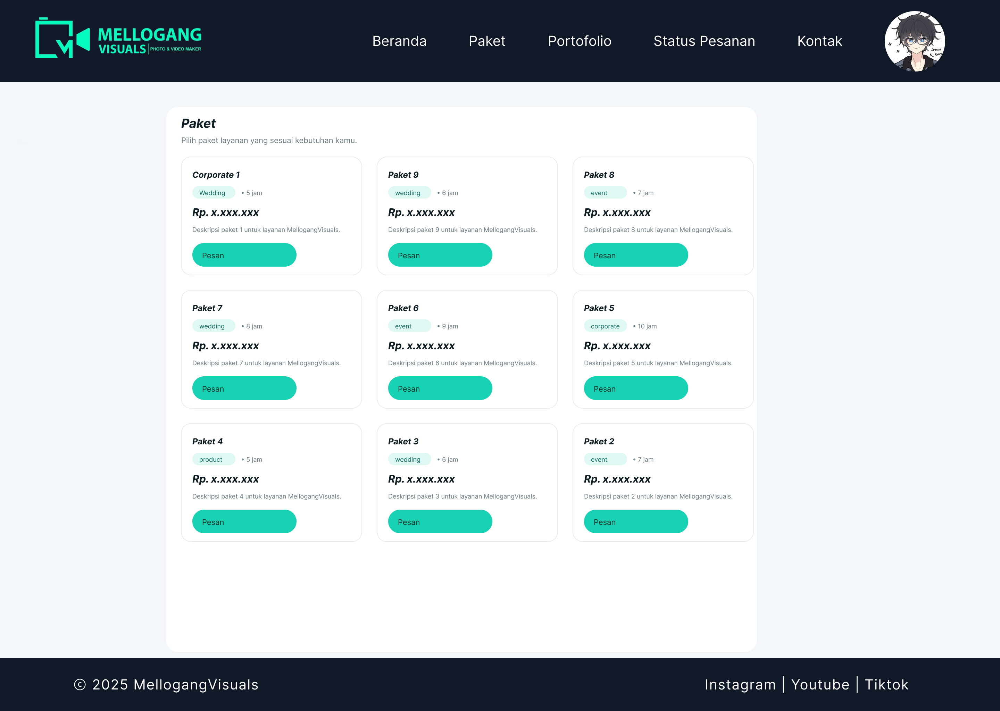 MELLOGANG
VISUALS | PHOTO & VIDEO MAKER
Beranda Paket Portofolio Status Pesanan Kontak
Jenius
Boy
Paket
Pilih paket layanan yang sesuai kebutuhan kamu.
Corporate 1
Wedding • 5 jam
Rp. x.xxx.xxx
Deskripsi paket 1 untuk layanan MellogangVisuals.
Pesan
Paket 9
wedding • 6 jam
Rp. x.xxx.xxx
Deskripsi paket 9 untuk layanan MellogangVisuals.
Pesan
Paket 8
event • 7 jam
Rp. x.xxx.xxx
Deskripsi paket 8 untuk layanan MellogangVisuals.
Pesan
Paket 7
wedding • 8 jam
Rp. x.xxx.xxx
Deskripsi paket 7 untuk layanan MellogangVisuals.
Pesan
Paket 6
event • 9 jam
Rp. x.xxx.xxx
Deskripsi paket 6 untuk layanan MellogangVisuals.
Pesan
Paket 5
corporate • 10 jam
Rp. x.xxx.xxx
Deskripsi paket 5 untuk layanan MellogangVisuals.
Pesan
Paket 4
product • 5 jam
Rp. x.xxx.xxx
Deskripsi paket 4 untuk layanan MellogangVisuals.
Pesan
Paket 3
wedding • 6 jam
Rp. x.xxx.xxx
Deskripsi paket 3 untuk layanan MellogangVisuals.
Pesan
Paket 2
event • 7 jam
Rp. x.xxx.xxx
Deskripsi paket 2 untuk layanan MellogangVisuals.
Pesan
© 2025 MellogangVisuals
Instagram | Youtube | Tiktok